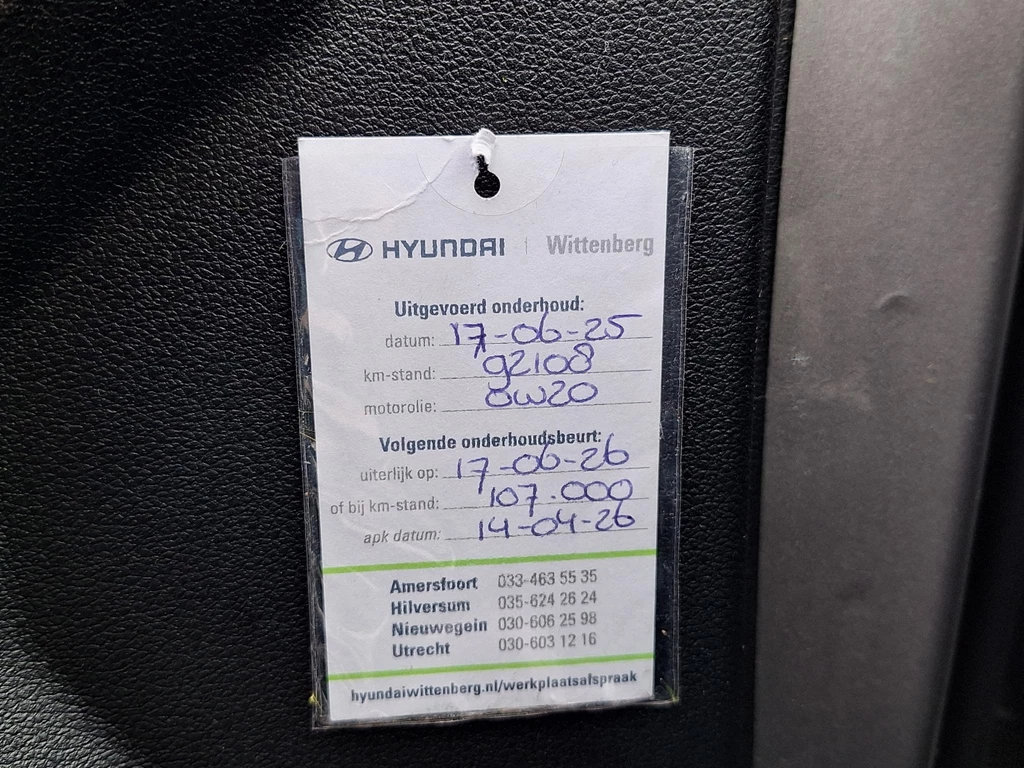 HYUNDAI | Wittenberg
Uitgevoerd onderhoud:
datum: 17-06-25
km-stand: 92108
motorolie: 0W20
Volgende onderhoudsbeurt:
uiterlijk op: 17-06-26
of bij km-stand: 107.000
apk datum: 14-04-26
Amersfoort 033-463 55 35
Hilversum 035-624 26 24
Nieuwegein 030-606 25 98
Utrecht 030-603 12 16
hyundaiwittenberg.nl/werkplaatsafspraak